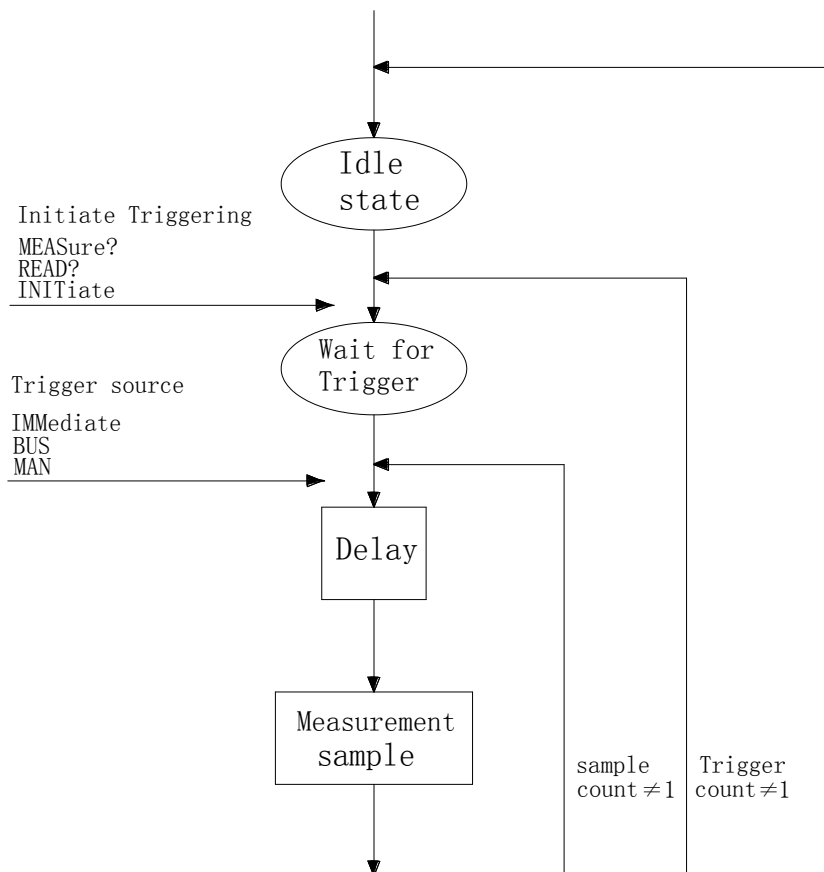 Idle
state
Initiate Triggering
MEASure?
READ?
INITiate
Wait for
Trigger
Trigger source
IMMediate
BUS
MAN
Delay
Measurement
sample
sample
count≠1
Trigger
count≠1